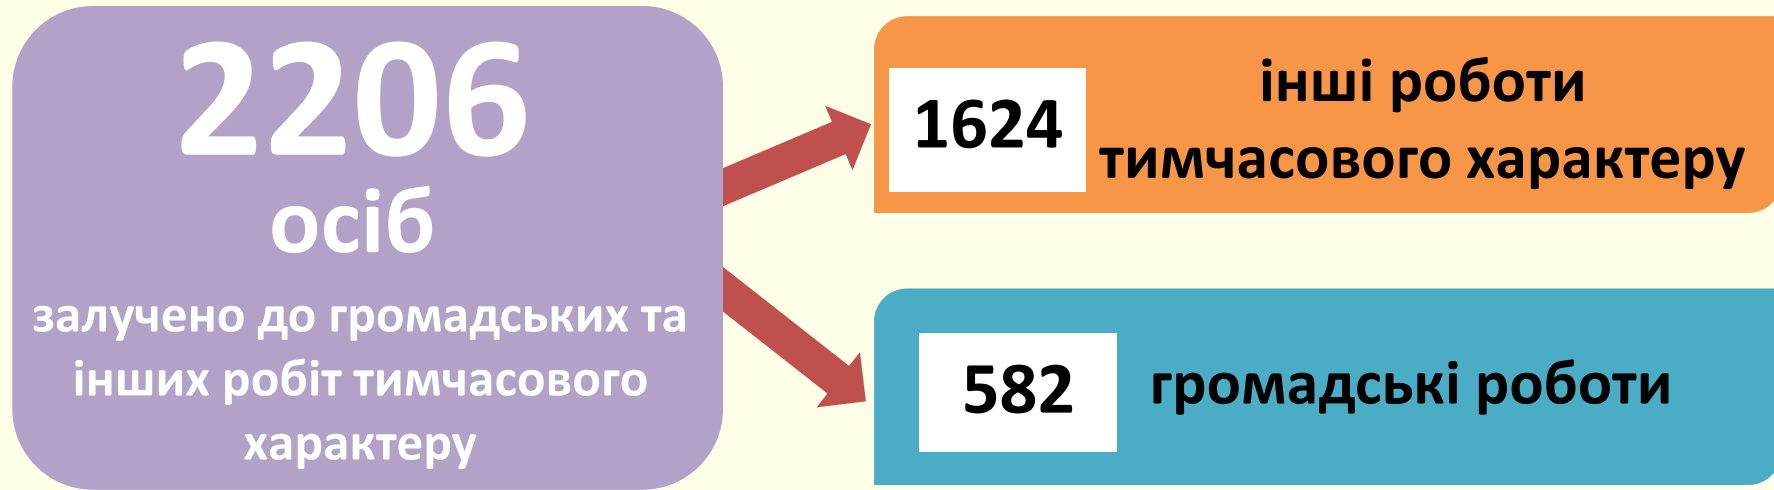 2206
осіб
залучено до громадських та
інших робіт тимчасового
характеру
1624
інші роботи
тимчасового характеру
582
громадські роботи